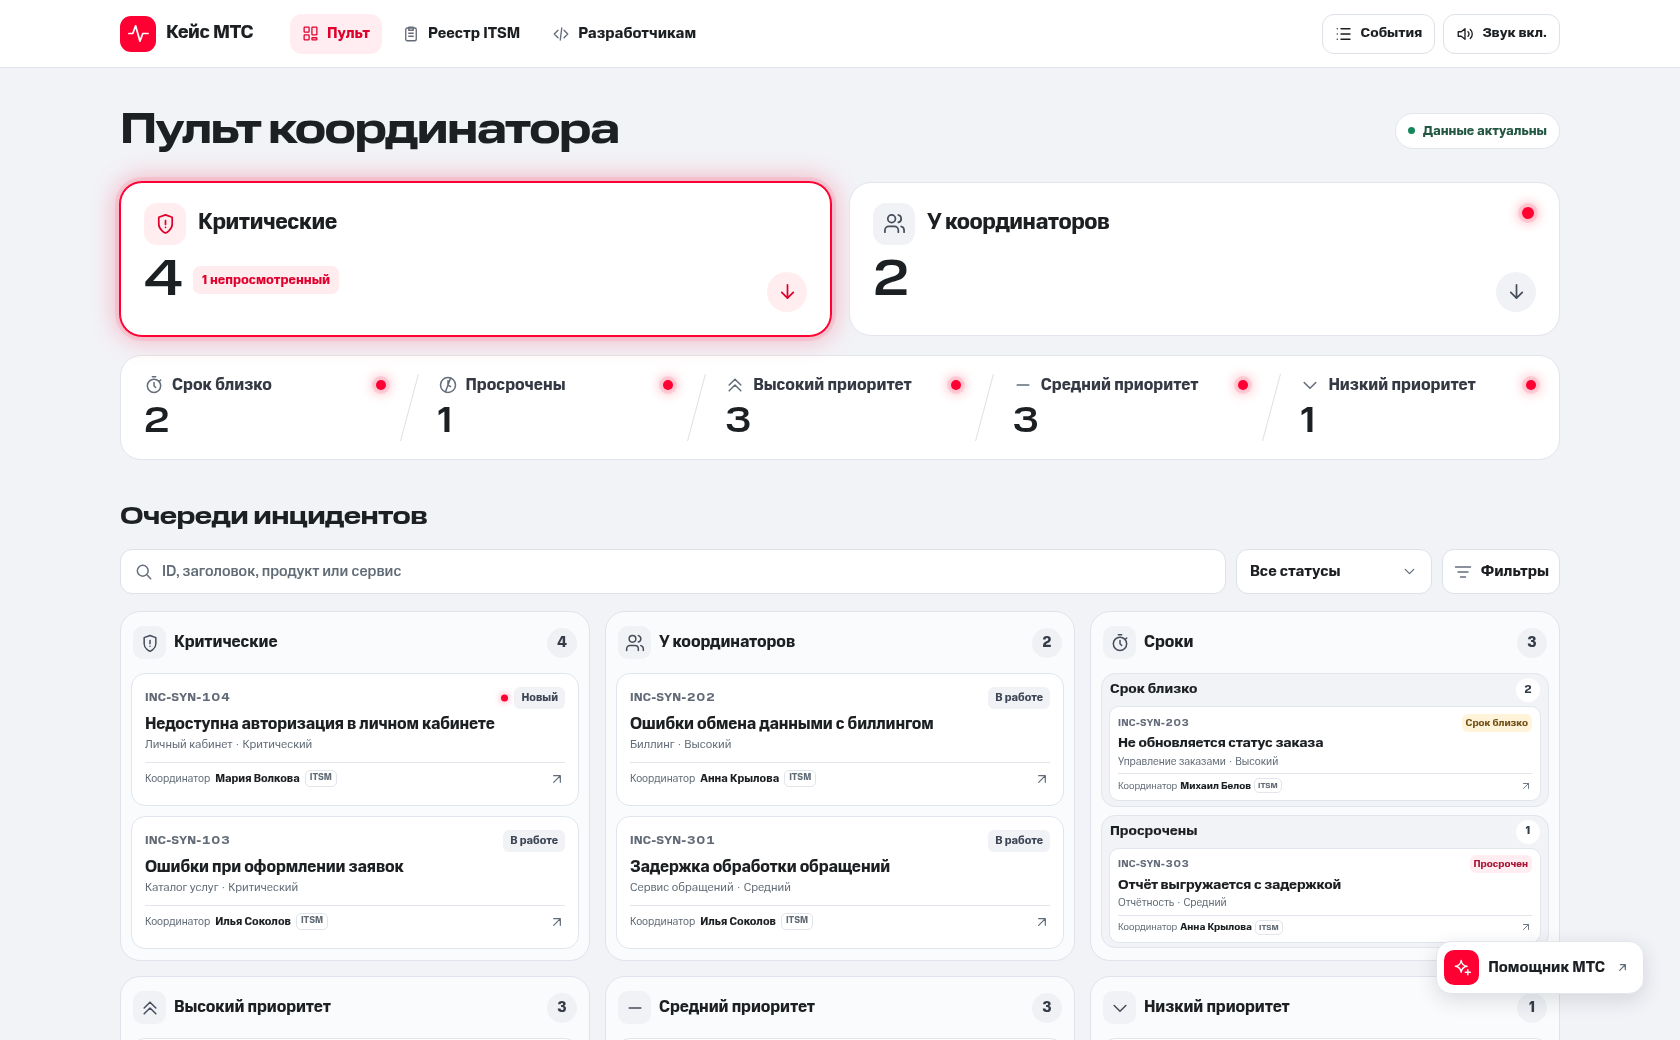 Кейс МТС
Пульт
Реестр ITSM
Разработчикам
События
Звук вкл.
Пульт координатора
Данные актуальны
Критические
4
1 непросмотренный
У координаторов
2
Срок близко
2
Просрочены
1
Высокий приоритет
3
Средний приоритет
3
Низкий приоритет
1
Очереди инцидентов
ID, заголовок, продукт или сервис
Все статусы
Фильтры
Критические
4
INC-SYN-104
Новый
Недоступна авторизация в личном кабинете
Личный кабинет · Критический
Координатор Мария Волкова ITSM
INC-SYN-103
В работе
Ошибки при оформлении заявок
Каталог услуг · Критический
Координатор Илья Соколов ITSM
У координаторов
2
INC-SYN-202
В работе
Ошибки обмена данными с биллингом
Биллинг · Высокий
Координатор Анна Крылова ITSM
INC-SYN-301
В работе
Задержка обработки обращений
Сервис обращений · Средний
Координатор Илья Соколов ITSM
Сроки
3
Срок близко
2
INC-SYN-203
Срок близко
Не обновляется статус заказа
Управление заказами · Высокий
Координатор Михаил Белов ITSM
Просрочены
1
INC-SYN-303
Просрочен
Отчёт выгружается с задержкой
Отчётность · Средний
Координатор Анна Крылова ITSM
Помощник МТС
Высокий приоритет
3
Средний приоритет
3
Низкий приоритет
1